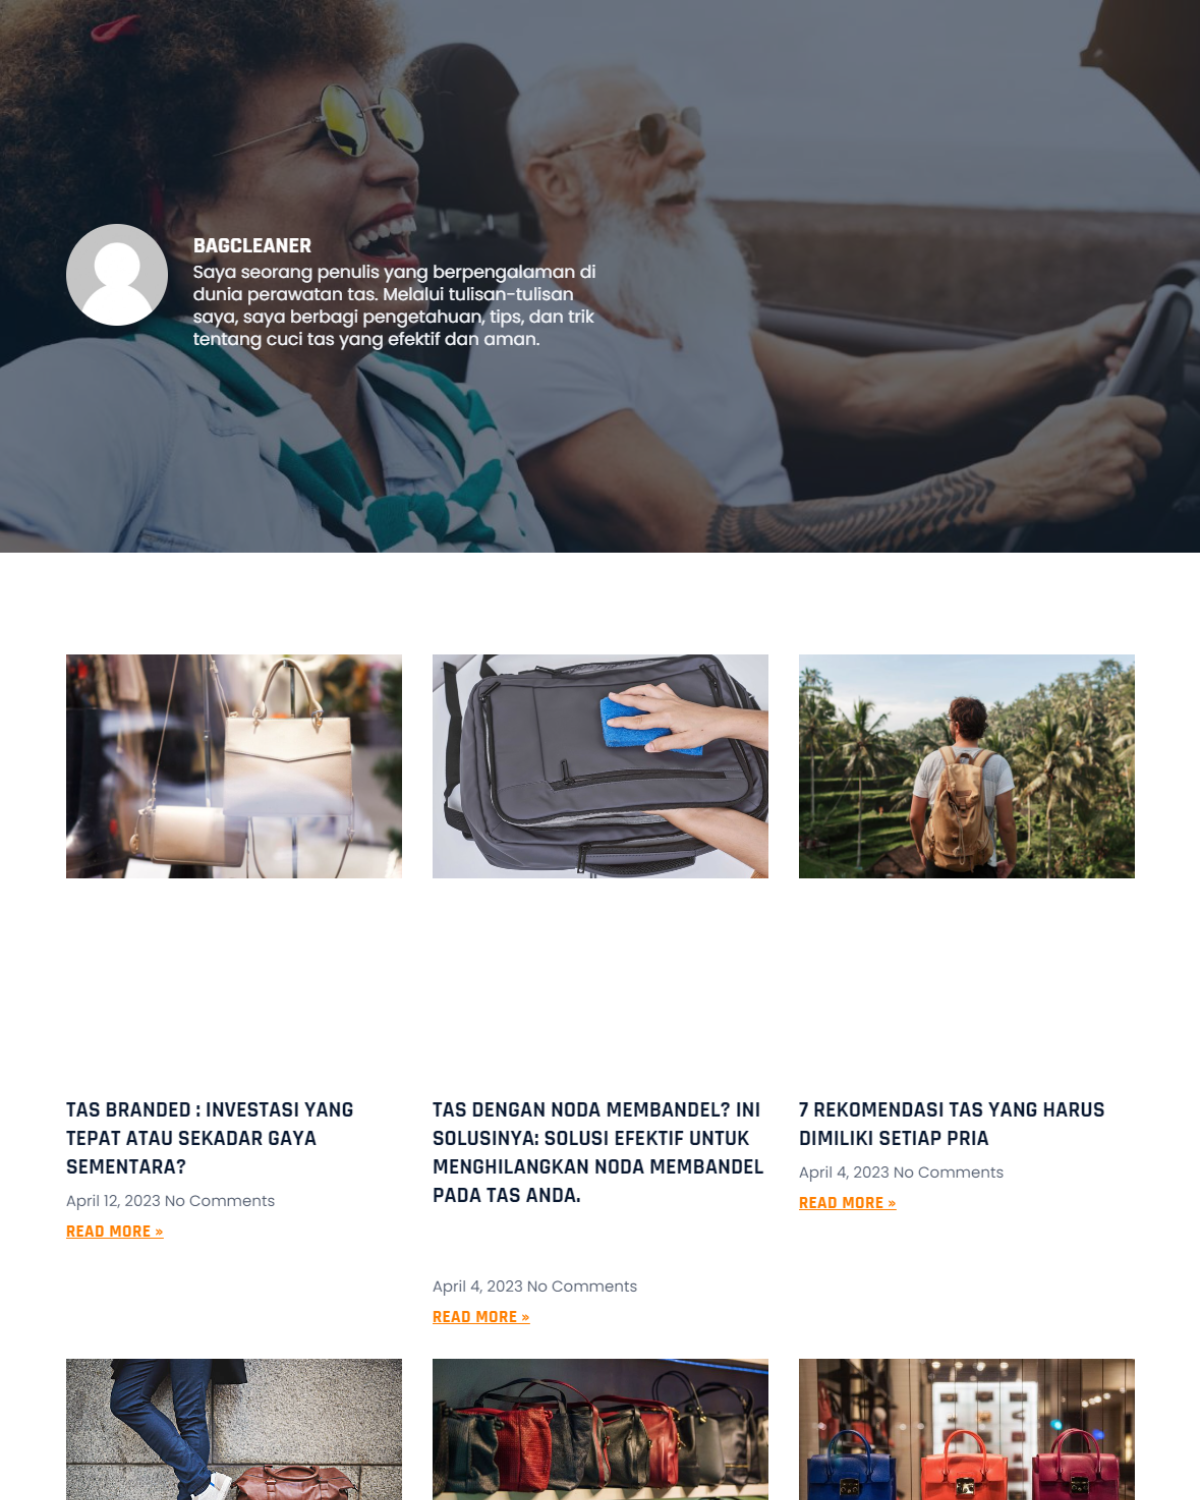 BAGCLEANER
Saya seorang penulis yang berpengalaman di
dunia perawatan tas. Melalui tulisan-tulisan
saya, saya berbagi pengetahuan, tips, dan trik
tentang cuci tas yang efektif dan aman.
TAS BRANDED : INVESTASI YANG
TEPAT ATAU SEKADAR GAYA
SEMENTARA?
April 12, 2023 No Comments
READ MORE »
TAS DENGAN NODA MEMBANDEL? INI
SOLUSINYA: SOLUSI EFEKTIF UNTUK
MENGHILANGKAN NODA MEMBANDEL
PADA TAS ANDA.
April 4, 2023 No Comments
READ MORE »
7 REKOMENDASI TAS YANG HARUS
DIMILIKI SETIAP PRIA
April 4, 2023 No Comments
READ MORE »